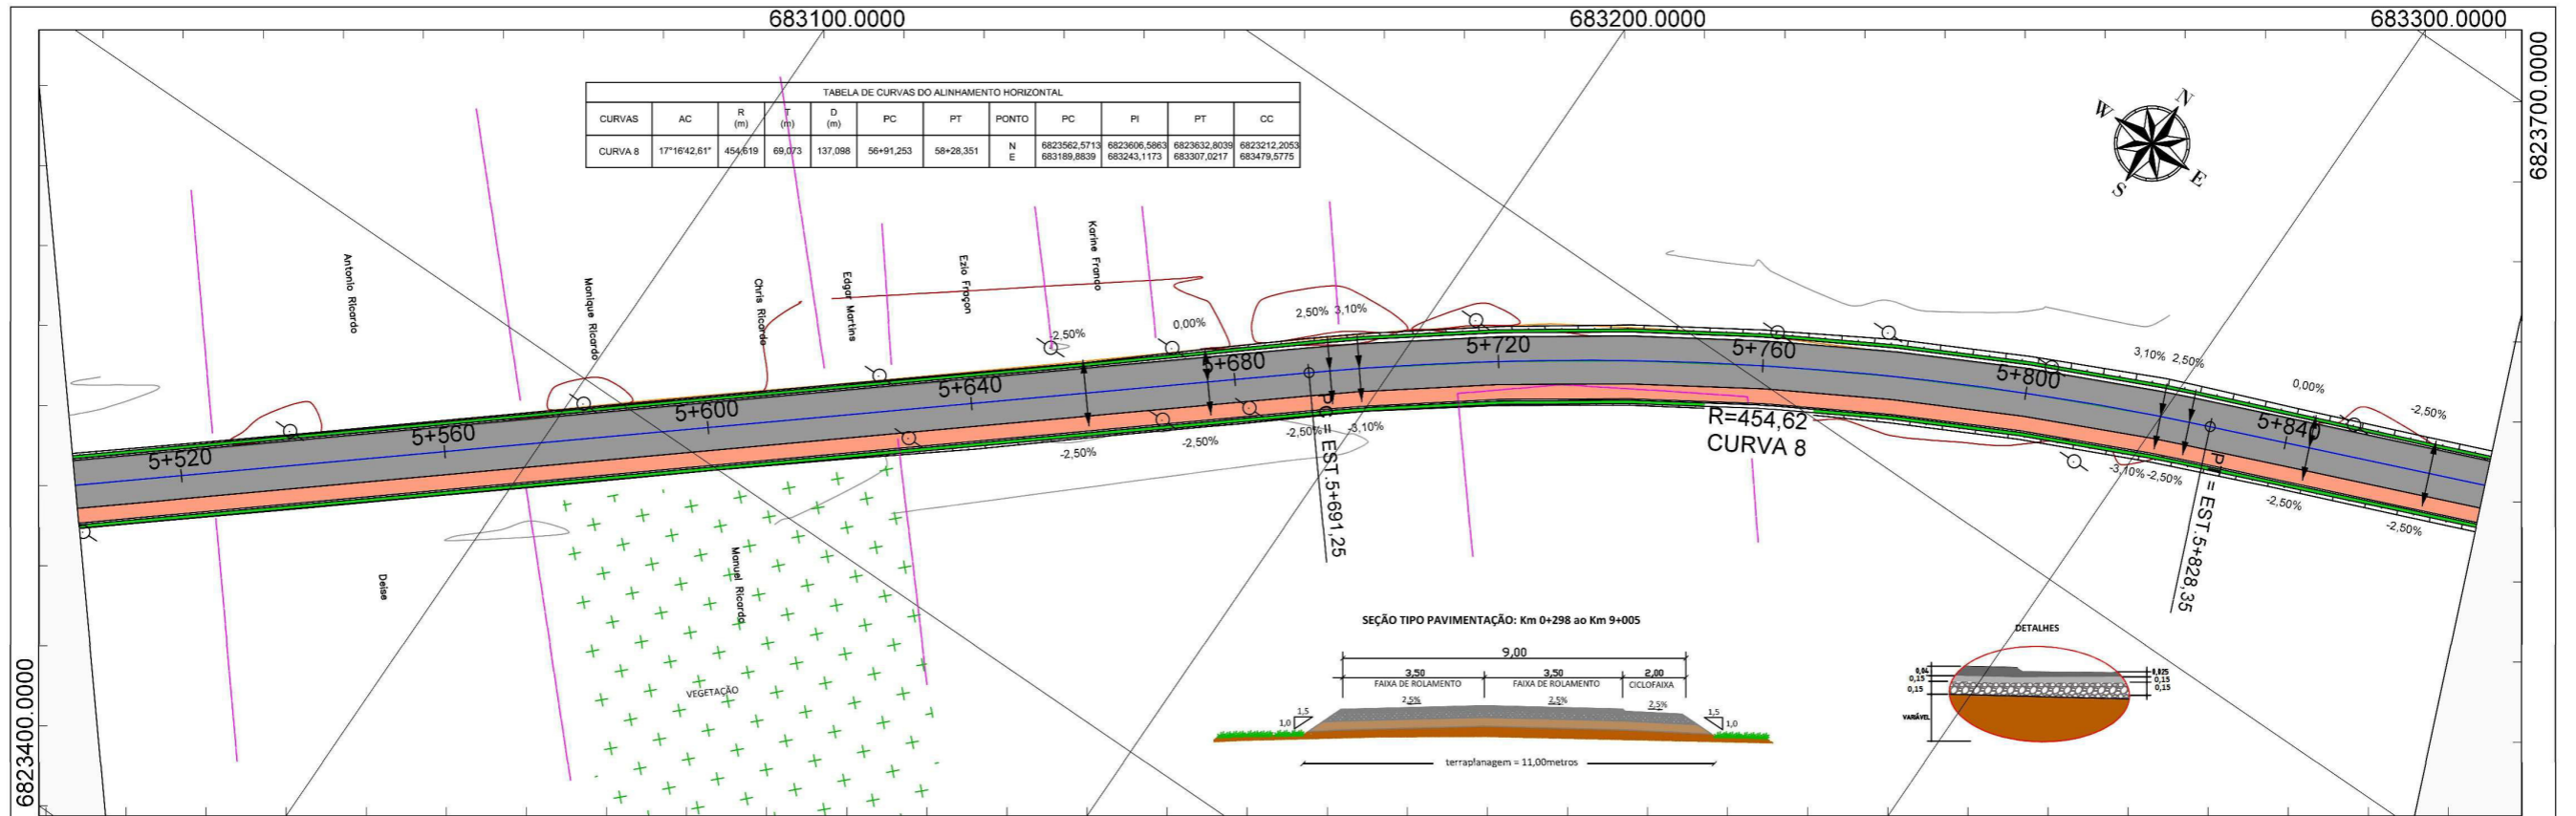 683100.0000
683200.0000
683300.0000
6823700.0000
6823400.0000
TABELA DE CURVAS DO ALINHAMENTO HORIZONTAL
CURVAS AC R (m) T (m) D (m) PC PT PONTO PC PI PT CC
CURVA 8 17°16'42,61" 454,619 69,073 137,098 56+91,253 58+28,351 N 6823562,5713 6823606,5863 6823632,8039 6823212,2053
E 683189,8839 683243,1173 683307,0217 683479,5775
N
W
E
S
Antonio Ricardo
Monique Ricardo
Chris Ricardo
Edgar Martins
Ezio Fraçon
Karine Franco
-2,50%
0,00%
2,50%
3,10%
3,10%
2,50%
0,00%
-2,50%
5+520
5+560
5+600
5+640
5+680
5+720
5+760
5+800
5+840
-2,50%
-2,50%
-2,50%
-3,10%
-3,10%
-2,50%
-2,50%
-2,50%
PC = EST.5+691,25
R=454,62
CURVA 8
PT = EST.5+828,35
Deise
Manuel Ricardo
VEGETAÇÃO
SEÇÃO TIPO PAVIMENTAÇÃO: Km 0+298 ao Km 9+005
9,00
3,50
3,50
2,00
FAIXA DE ROLAMENTO
FAIXA DE ROLAMENTO
CICLOFAIXA
2,5%
2,5%
2,5%
1,5
1,0
1,5
1,0
terraplanagem = 11,00metros
DETALHES
0,04
0,15
0,15
VARIÁVEL
0,025
0,15
0,15